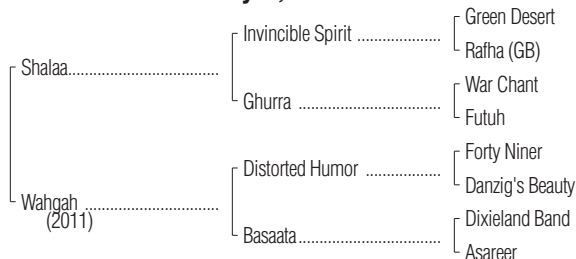 Green Desert
Invincible Spirit ....................
Rafha (GB)
Shalaa....................................
War Chant
Ghurra ..................................
Futuh
Forty Niner
Distorted Humor ..................
Danzig's Beauty
Wahgah ................................
(2011)
Dixieland Band
Basaata..................................
Asareer